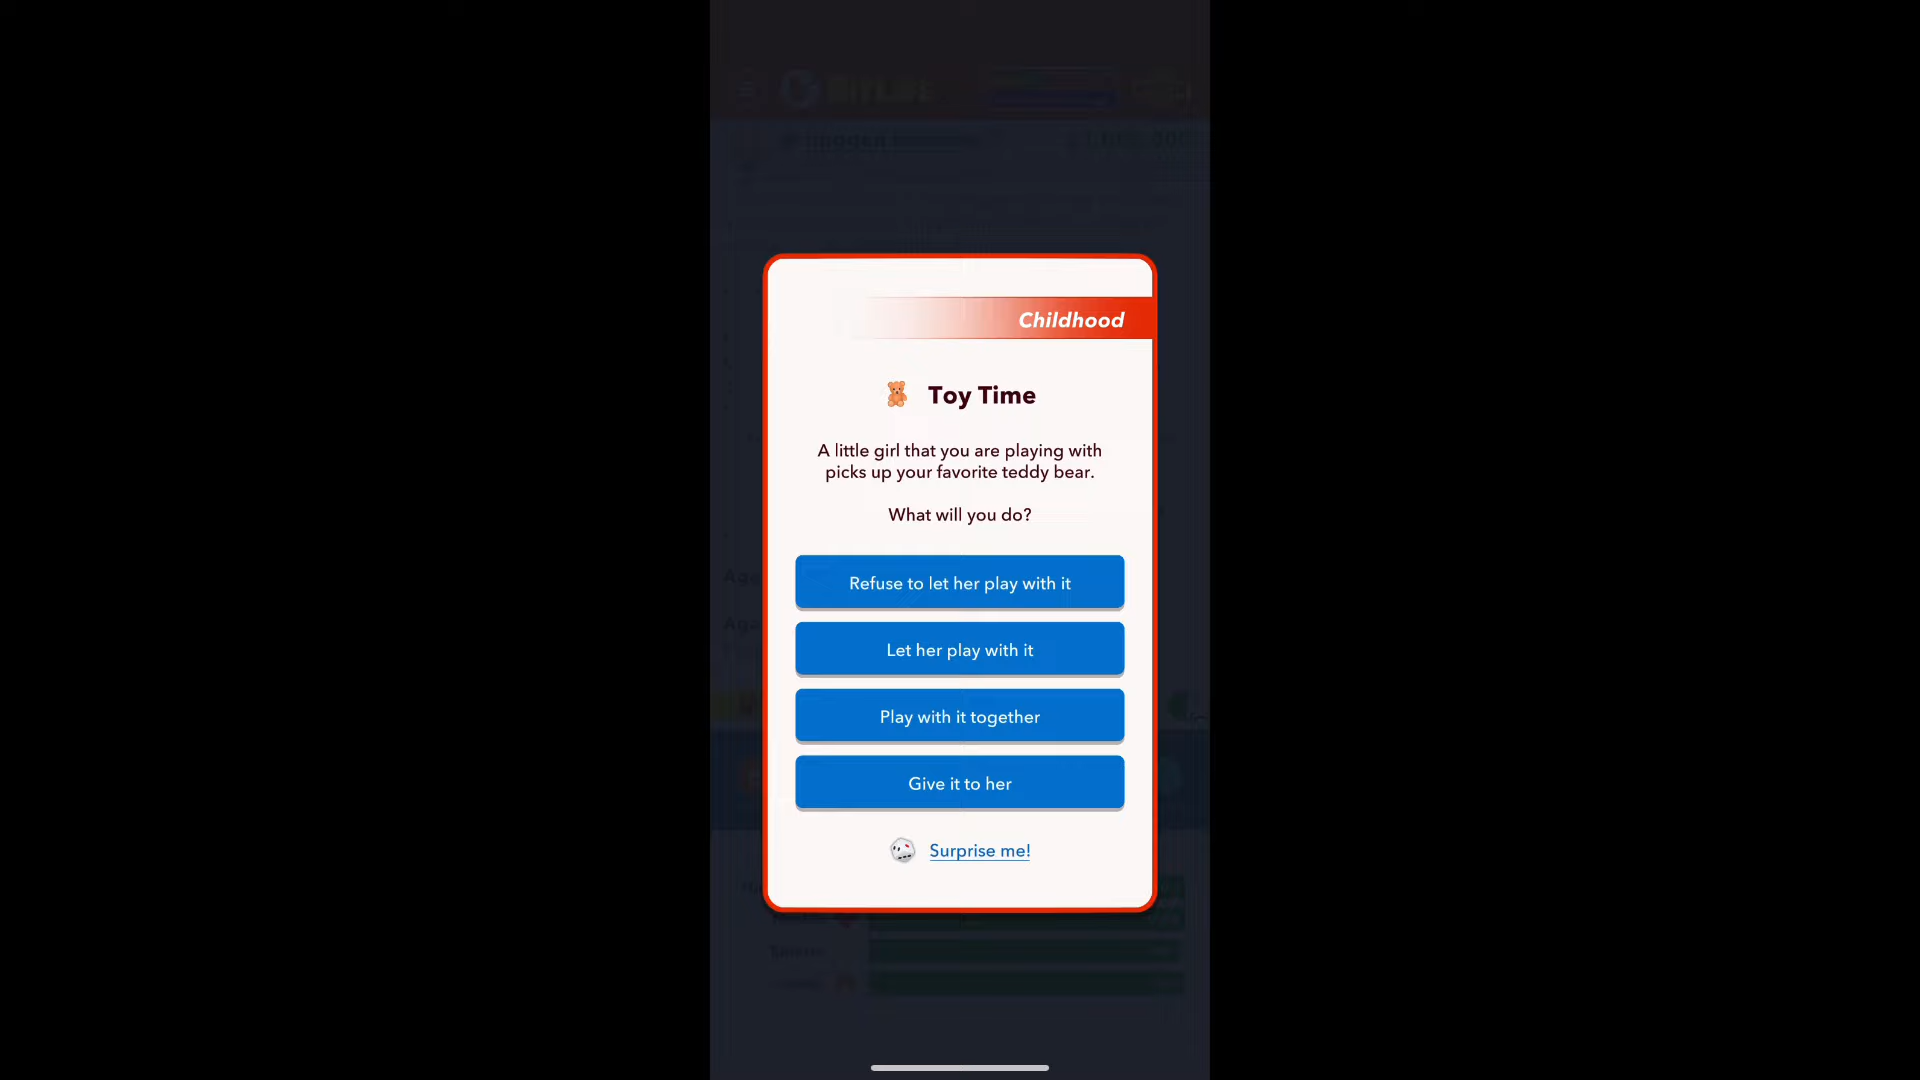 Childhood
Toy Time
A little girl that you are playing with
picks up your favorite teddy bear.
What will you do?
Refuse to let her play with it
Let her play with it
Play with it together
Give it to her
Surprise me!